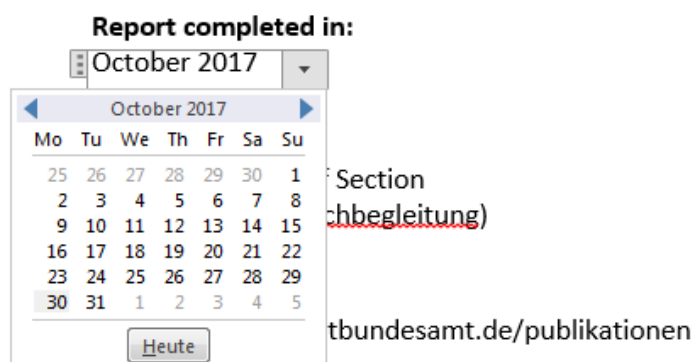 Report completed in:
October 2017
October 2017
Mo Tu We Th Fr Sa Su
25 26 27 28 29 30 1
2 3 4 5 6 7 8
Section
9 10 11 12 13 14 15
chbegleitung)
16 17 18 19 20 21 22
23 24 25 26 27 28 29
30 31 1 2 3 4 5
Heute
tbundesamt.de/publikationen